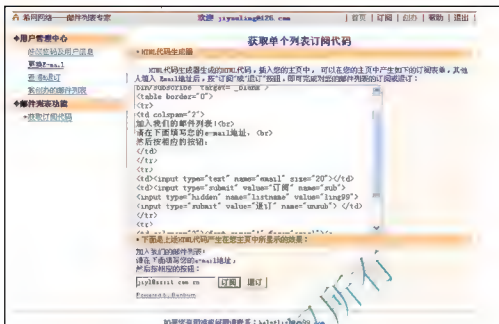 希网网络——邮件列表专家
欢迎 jiyuoling@126.com
| 首页 | 订阅 | 创办 | 帮助 | 退出 |
◆用户管理中心
更换E-mail
查询/退订
我创办的邮件列表
◆邮件列表功能
获取订阅代码
获取单个列表订阅代码
HTML代码生成器
HTML代码生成器生成的HTML代码,插入您的主页中,可以在您的主页中产生如下的订阅表单,其他
人填入 Email地址后,按"订阅"或"退订"按钮,即可完成对您的邮件列表的订阅或退订:
bin/subscribe target=_blank >
<table border="0">
<tr>
<td colspan="2">
加入我们的邮件列表!<br>
请在下面填写您的e-mail地址, <br>
然后按相应的按钮:
</td>
</tr>
<tr>
<td><input type="text" name="email" size="20"></td>
<td><input type="submit" value="订阅" name="sub">
<input type="hidden" name="listname" value="ling99">
<input type="submit" value="退订" name="unsub"> </td>
</tr>
<tr>
下面是上述HTML代码产生在您主页中所显示的效果:
加入我们的邮件列表!
请在下面填写您的e-mail地址,
然后按相应的按钮:
订阅 退订
所有